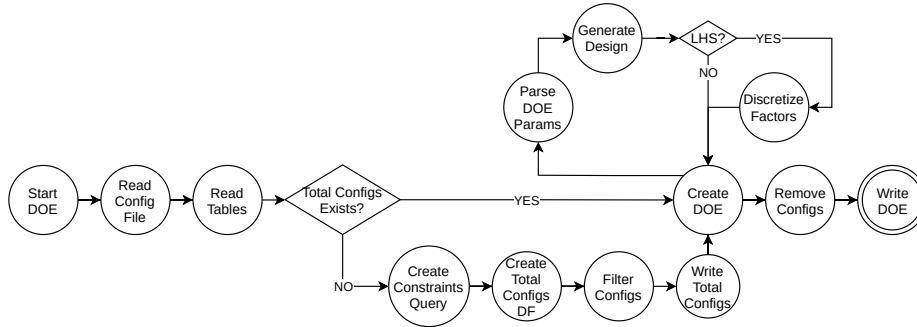 Generate
Design
LHS?
YES
NO
Parse
DOE
Params
Discretize
Factors
Start
DOE
Read
Config
File
Read
Tables
Total Configs
Exists?
YES
Create
DOE
Remove
Configs
Write
DOE
NO
Create
Constraints
Query
Create
Total
Configs
DF
Filter
Configs
Write
Total
Configs